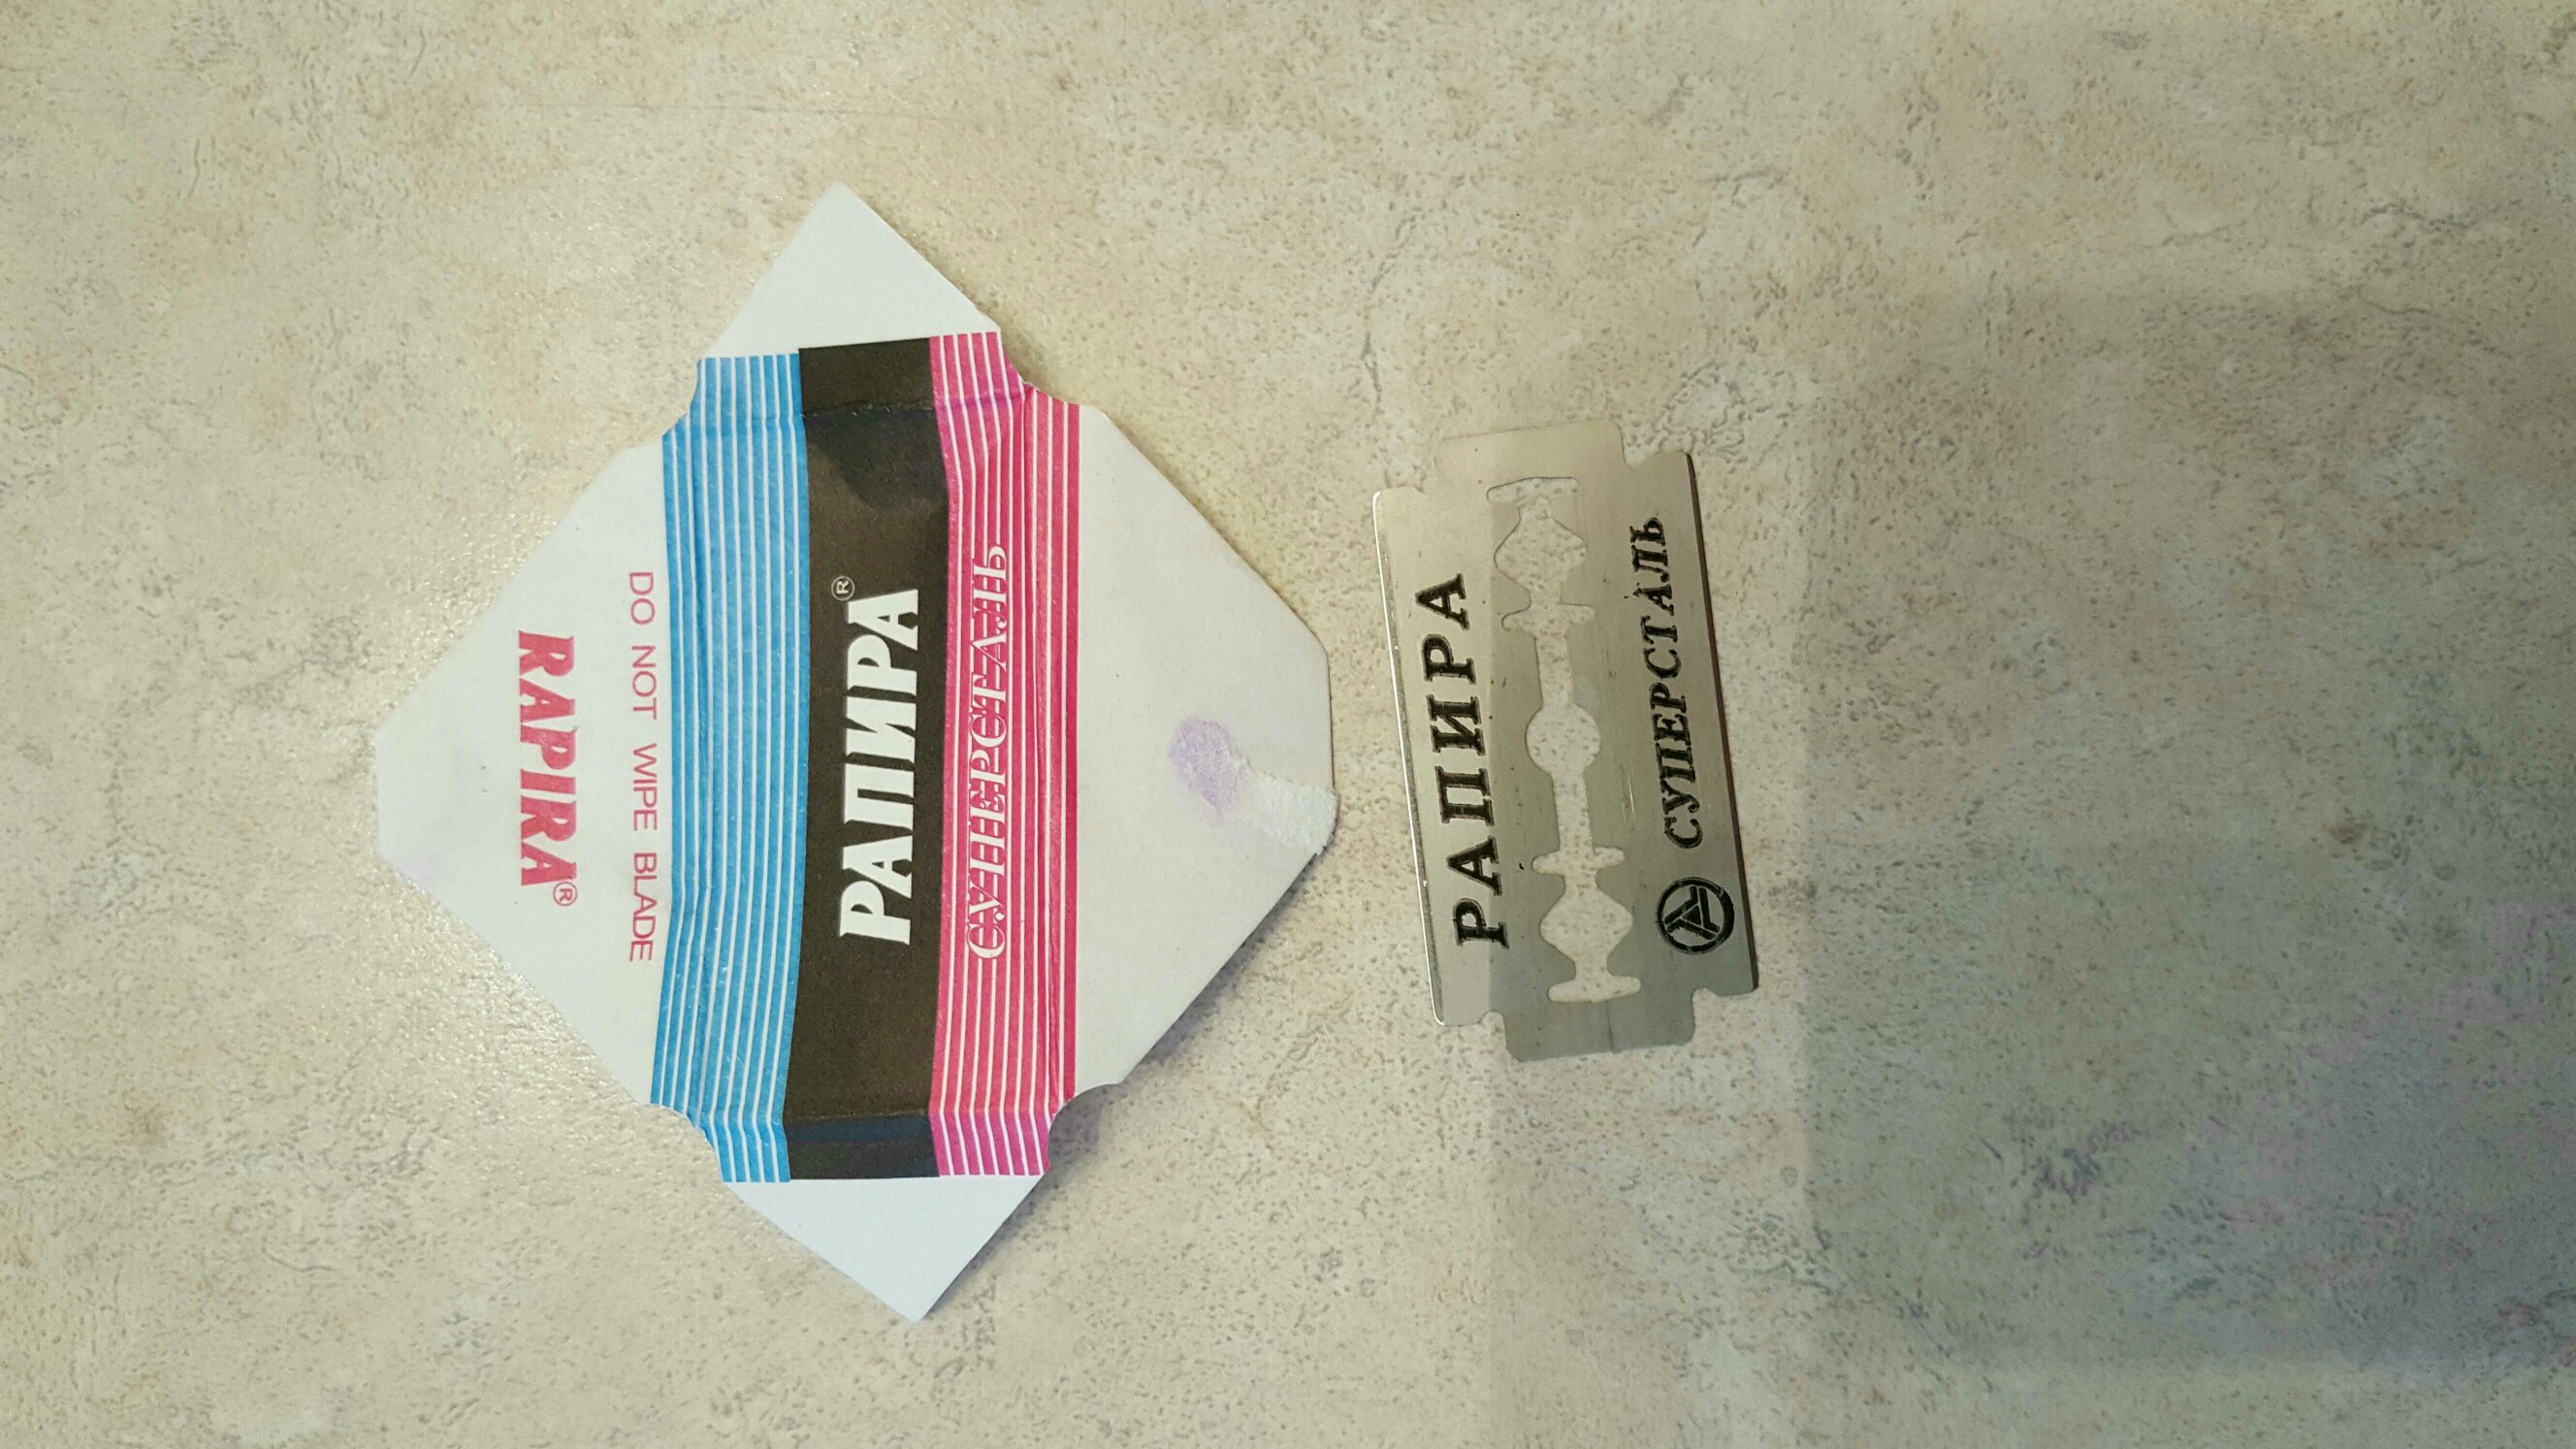 RAPIRA®
DO NOT WIPE BLADE
РАПИРА®
СУПЕРСТАЛЬ
РАПИРА
СУПЕРСТАЛЬ